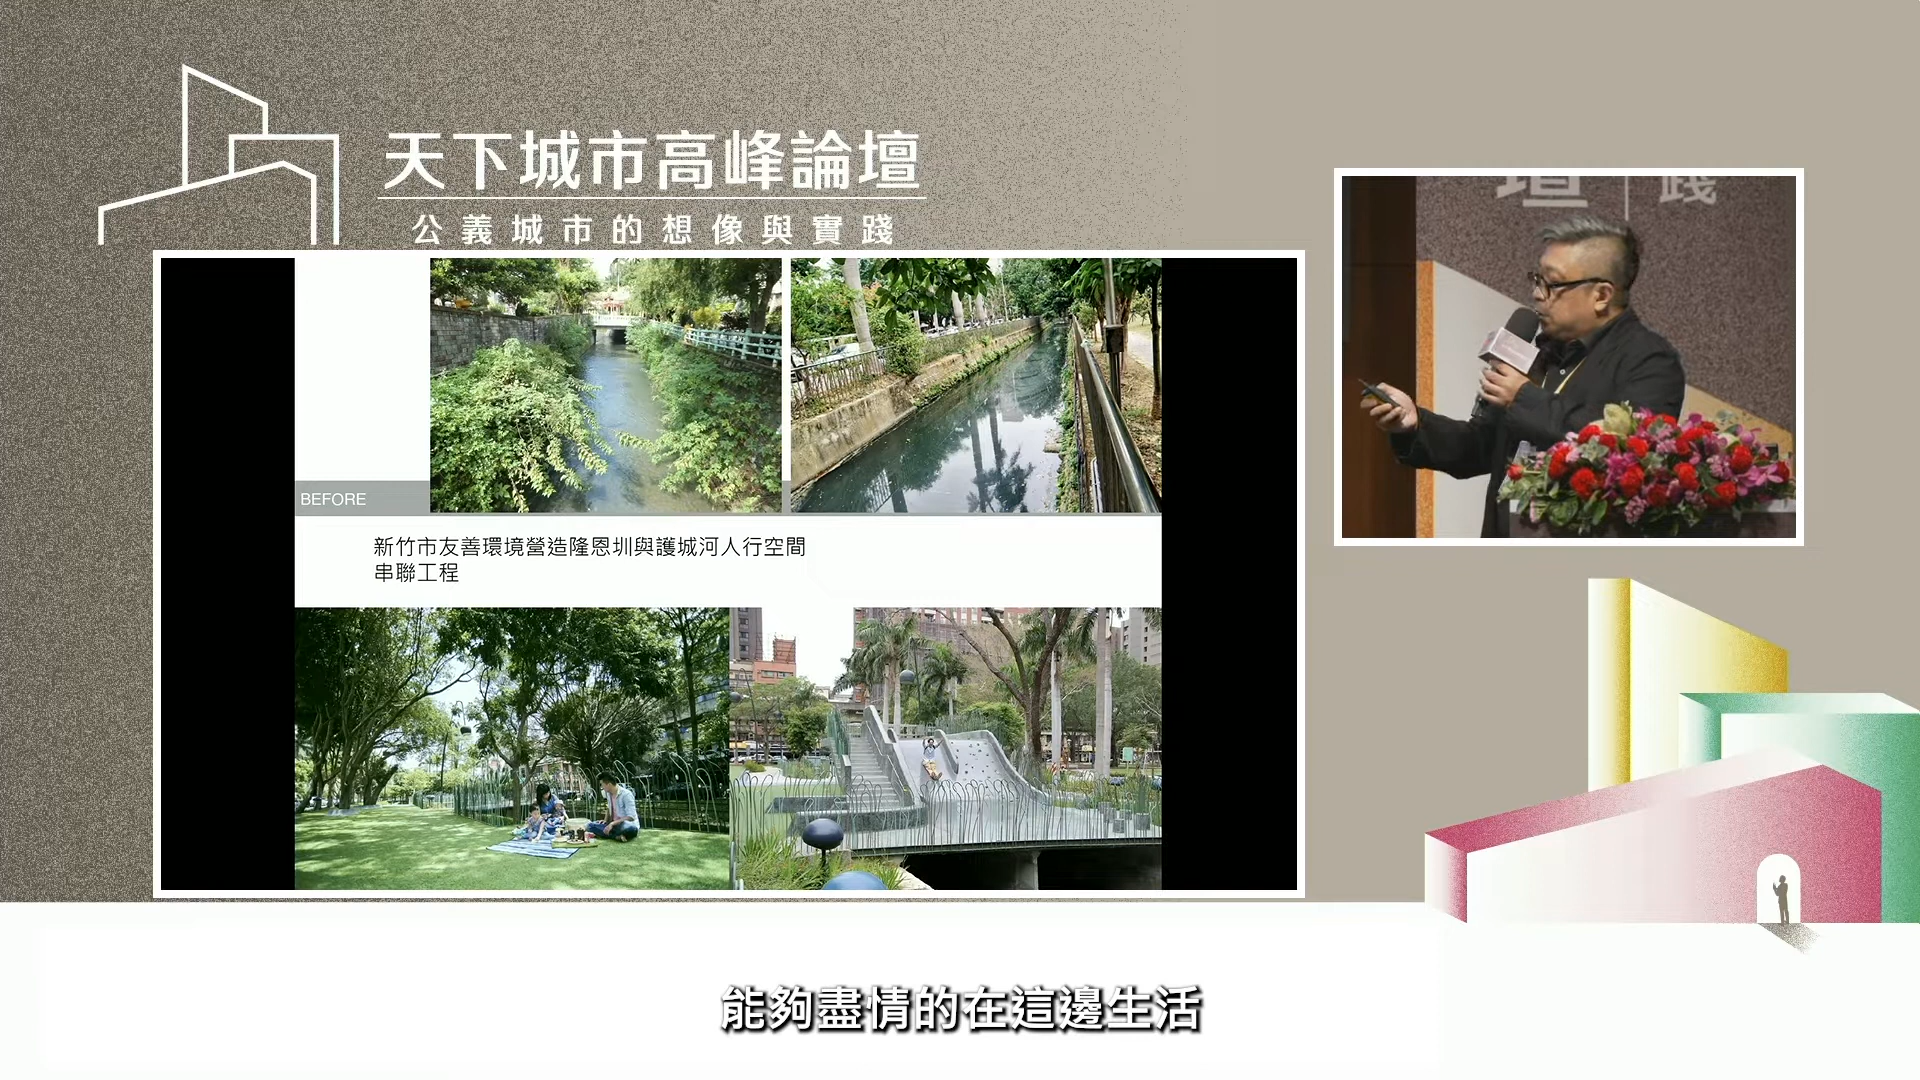 天下城市高峰論壇
公義城市的想像與實踐
壇｜踐
BEFORE
新竹市友善環境營造隆恩圳與護城河人行空間
串聯工程
能夠盡情的在這邊生活